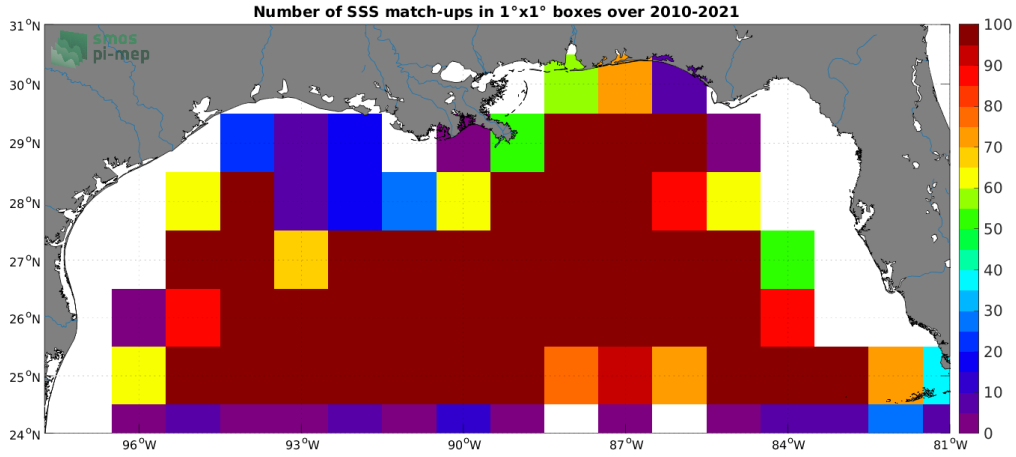 Number of SSS match-ups in 1°x1° boxes over 2010-2021
smos
pi-mep
31°N
30°N
29°N
28°N
27°N
26°N
25°N
24°N
96°W
93°W
90°W
87°W
84°W
81°W
100
90
80
70
60
50
40
30
20
10
0